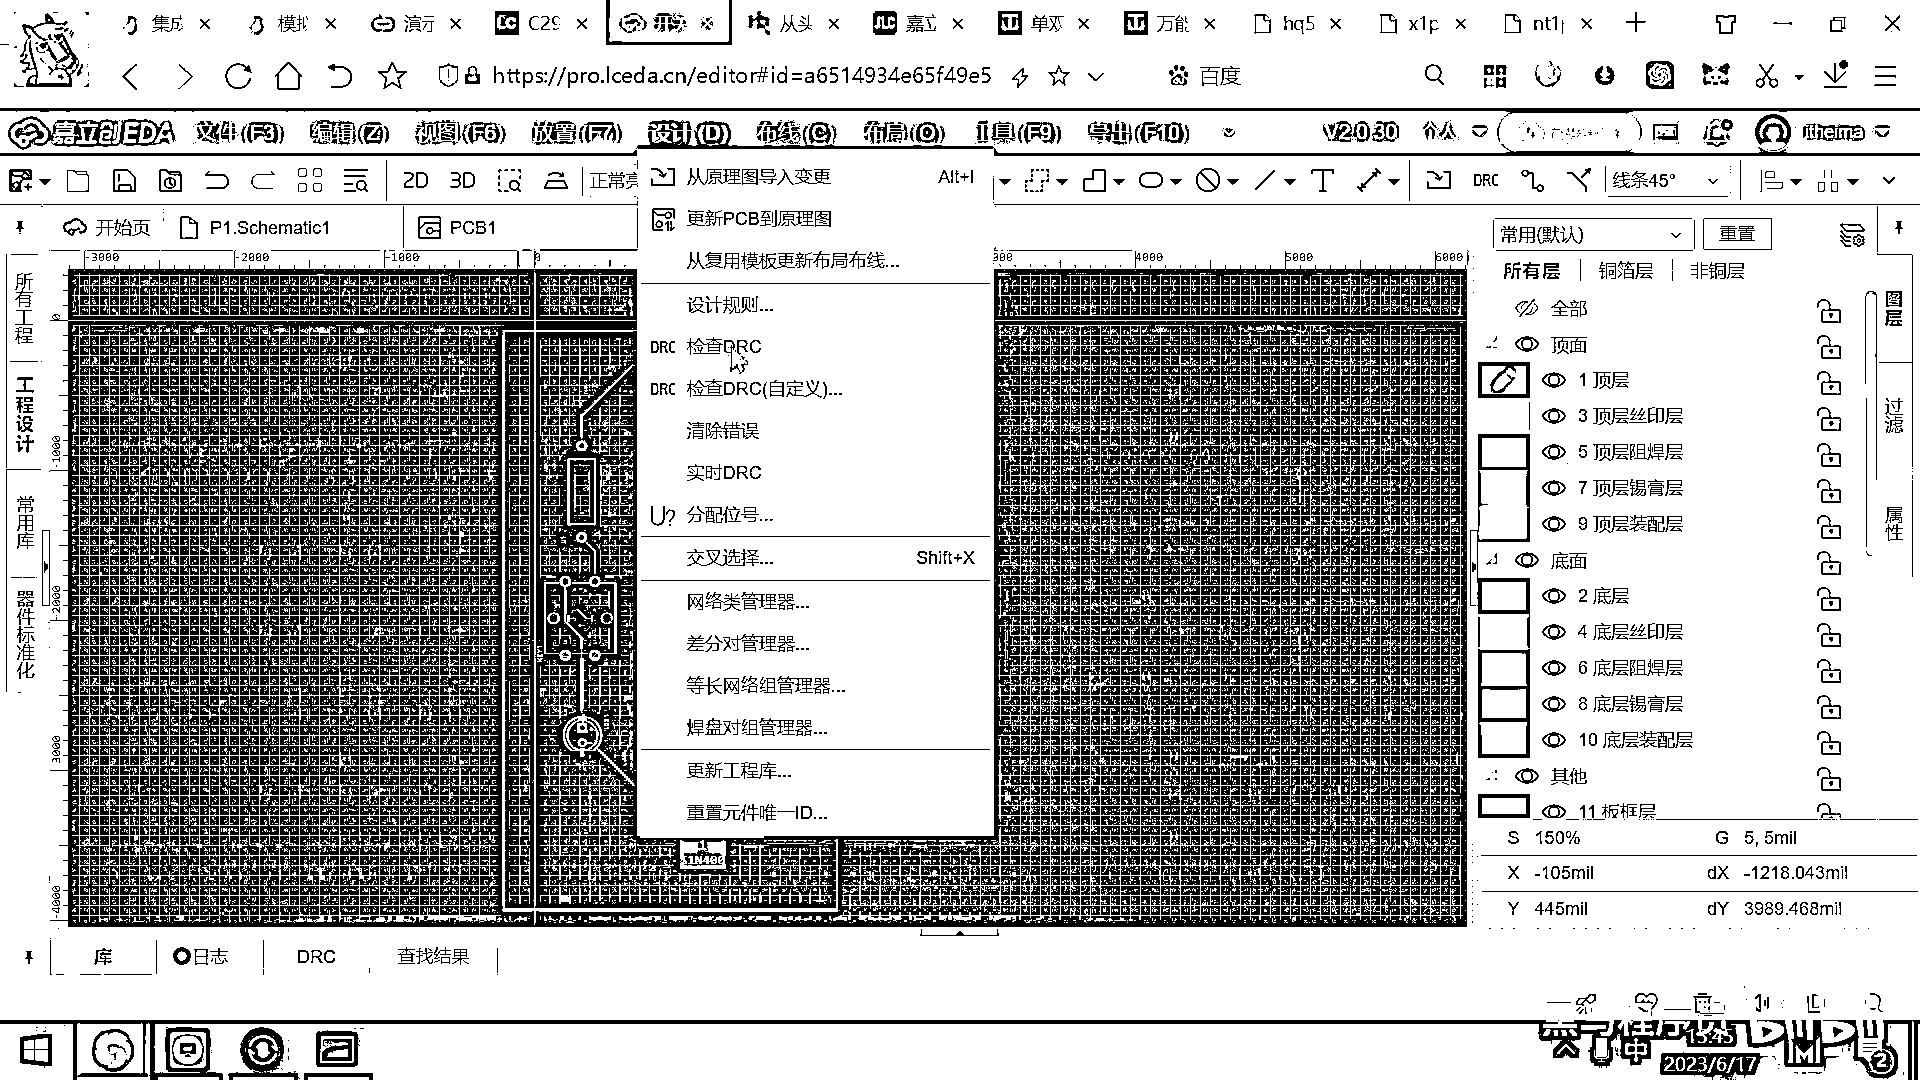 集成
模拟
演示
C29
从头
嘉立
单双
万能
hq5
x1p
nt1p
https://pro.lceda.cn/editor#id=a6514934e65f49e5
百度
嘉立创EDA 文件(F3) 编辑(Z) 视图(F6) 放置(F7) 设计(D) 布线(C) 布局(O) 工具(F9) 导出(F10) V2.0.30 个人 itheima
2D 3D DRC 线条45°
开始页 P1.Schematic1 PCB1
常用(默认) 重置
所有层 铜箔层 非铜层
从原理图导入变更 Alt+I
更新PCB到原理图
从复用模板更新布局布线...
设计规则...
DRC 检查DRC
DRC 检查DRC(自定义)...
清除错误
实时DRC
分配位号...
交叉选择... Shift+X
网络类管理器...
差分对管理器...
等长网络组管理器...
焊盘对组管理器...
更新工程库...
重置元件唯一ID...
-3000 -2000 -1000 0 4000 5000 6000
0
-1000
-2000
-4000
所有工程
工程设计
常用库
器件标准化
全部
顶面
1 顶层
3 顶层丝印层
5 顶层阻焊层
7 顶层锡膏层
9 顶层装配层
底面
2 底层
4 底层丝印层
6 底层阻焊层
8 底层锡膏层
10 底层装配层
其他
11 板框层
图层
过滤
属性
S 150% G 5, 5mil
X -105mil dX -1218.043mil
Y 445mil dY 3989.468mil
库 日志 DRC 查找结果
中
15:45
2023/6/17
2